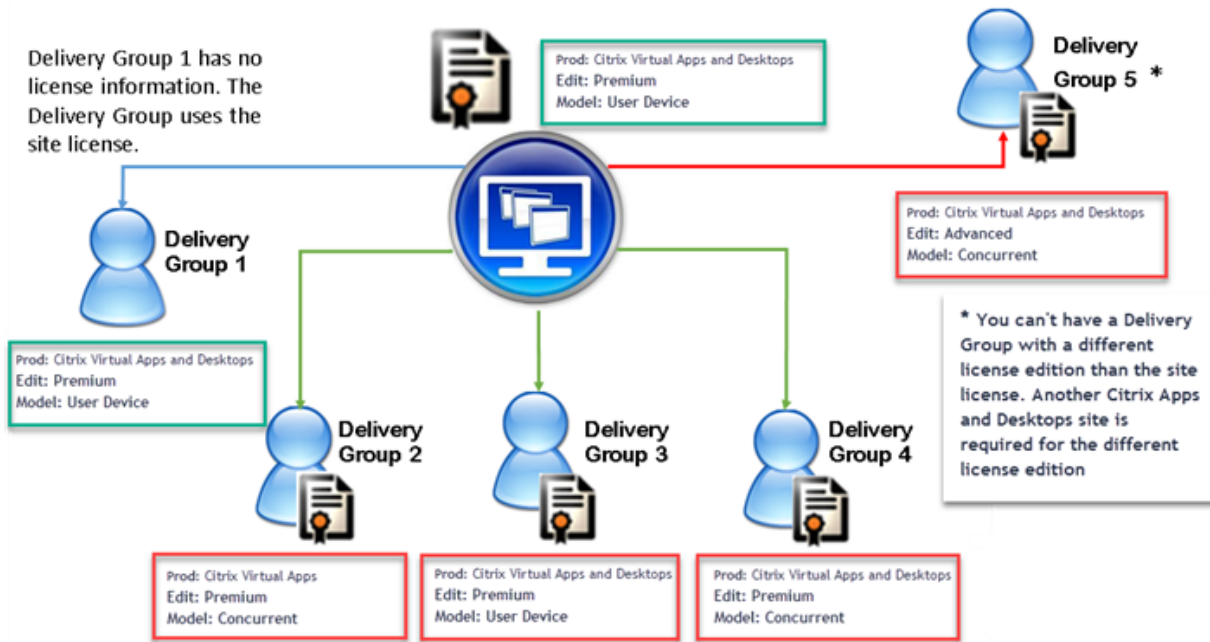 Delivery Group 1 has no
license information. The
Delivery Group uses the
site license.
Prod: Citrix Virtual Apps and Desktops
Edit: Premium
Model: User Device
Delivery
Group 5 *
Prod: Citrix Virtual Apps and Desktops
Edit: Advanced
Model: Concurrent
* You can't have a Delivery
Group with a different
license edition than the site
license. Another Citrix Apps
and Desktops site is
required for the different
license edition
Delivery
Group 1
Prod: Citrix Virtual Apps and Desktops
Edit: Premium
Model: User Device
Delivery
Group 2
Prod: Citrix Virtual Apps
Edit: Premium
Model: Concurrent
Delivery
Group 3
Prod: Citrix Virtual Apps and Desktops
Edit: Premium
Model: User Device
Delivery
Group 4
Prod: Citrix Virtual Apps and Desktops
Edit: Premium
Model: Concurrent